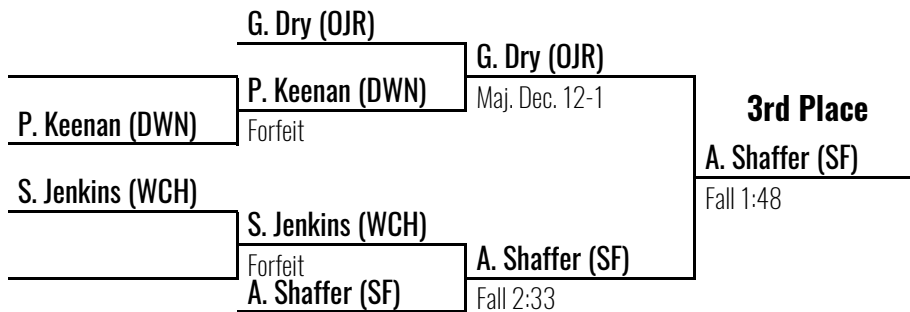 G. Dry (OJR)
G. Dry (OJR)
P. Keenan (DWN)
Maj. Dec. 12-1
3rd Place
P. Keenan (DWN)
Forfeit
A. Shaffer (SF)
S. Jenkins (WCH)
Fall 1:48
S. Jenkins (WCH)
Forfeit
A. Shaffer (SF)
A. Shaffer (SF)
Fall 2:33